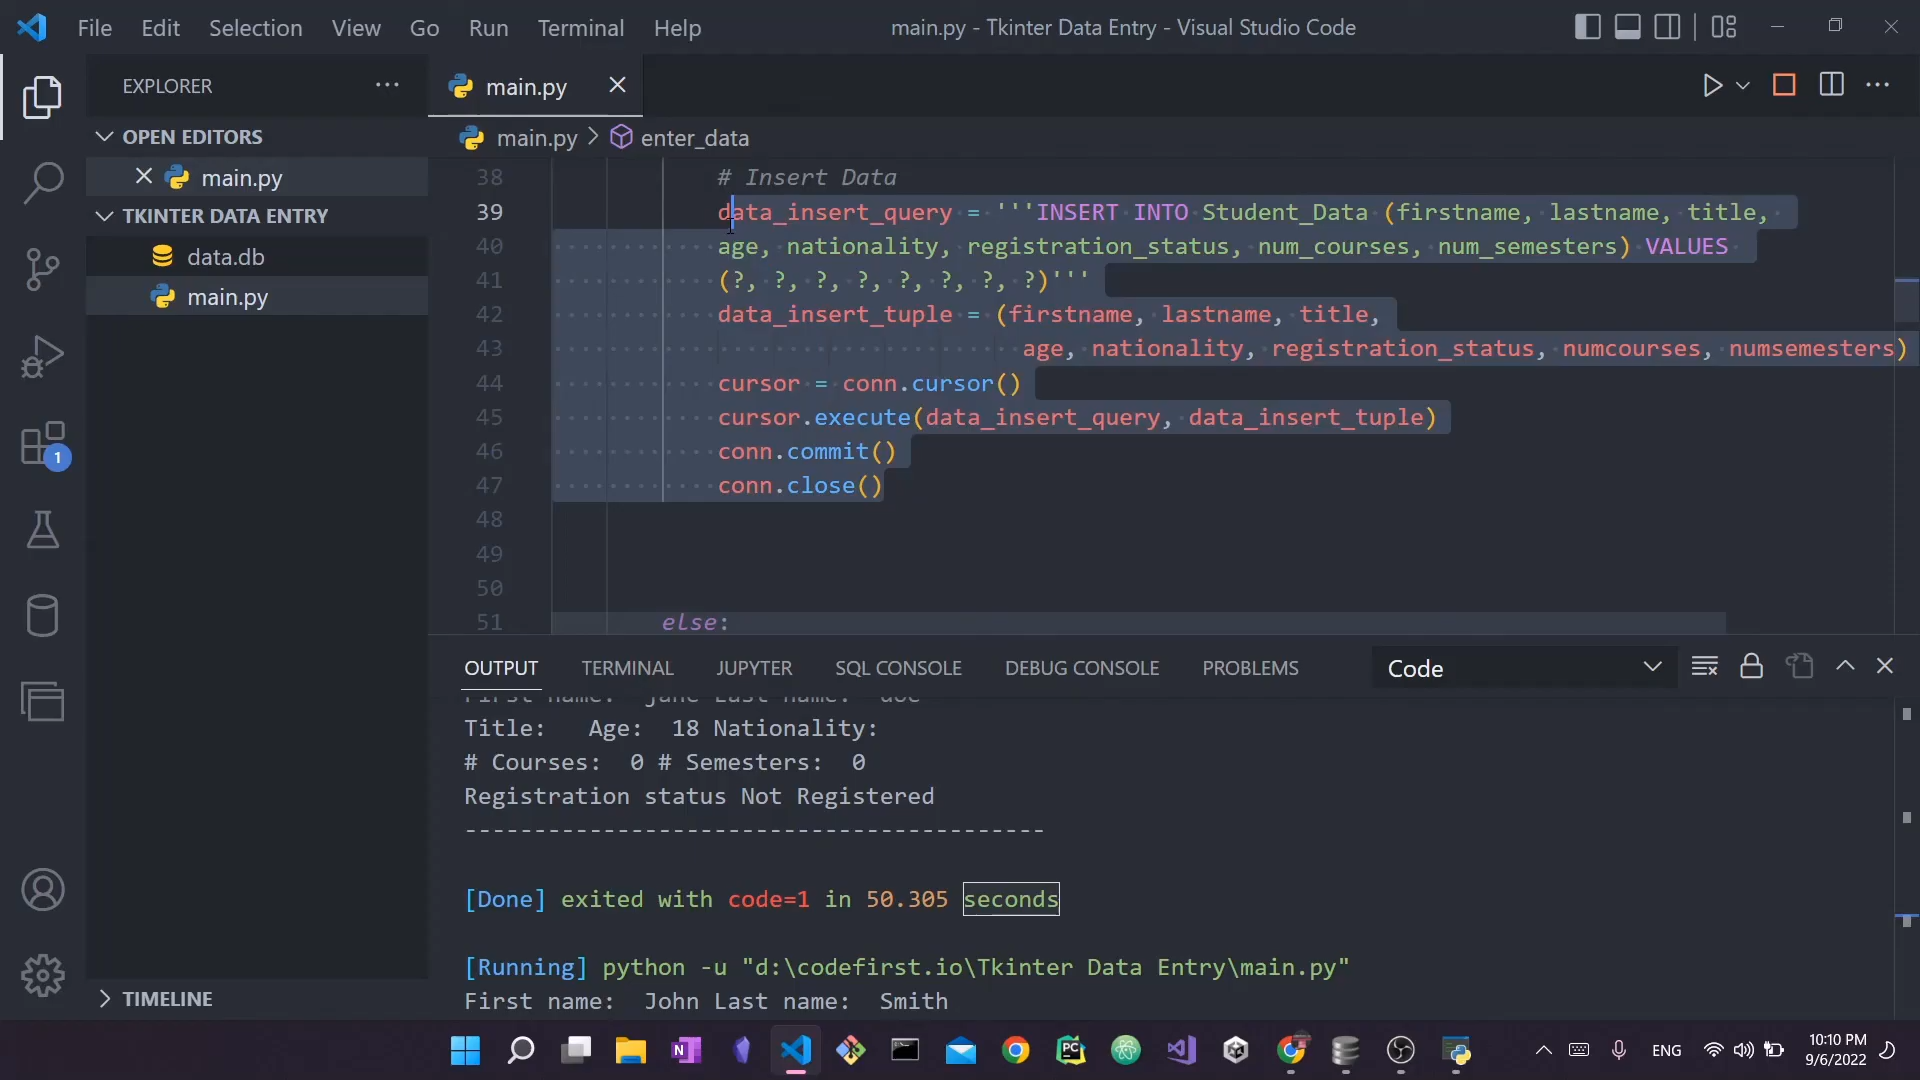 File Edit Selection View Go Run Terminal Help main.py - Tkinter Data Entry - Visual Studio Code
EXPLORER
OPEN EDITORS
main.py
TKINTER DATA ENTRY
data.db
main.py
1
TIMELINE
main.py
main.py > enter_data
38 # Insert Data
39 data_insert_query = '''INSERT INTO Student_Data (firstname, lastname, title,
40 age, nationality, registration_status, num_courses, num_semesters) VALUES
41 (?, ?, ?, ?, ?, ?, ?, ?)'''
42 data_insert_tuple = (firstname, lastname, title,
43 age, nationality, registration_status, numcourses, numsemesters)
44 cursor = conn.cursor()
45 cursor.execute(data_insert_query, data_insert_tuple)
46 conn.commit()
47 conn.close()
48
49
50
51 else:
OUTPUT TERMINAL JUPYTER SQL CONSOLE DEBUG CONSOLE PROBLEMS Code
First name: jane Last name: doe
Title: Age: 18 Nationality:
# Courses: 0 # Semesters: 0
Registration status Not Registered
------------------------------------------
[Done] exited with code=1 in 50.305 seconds
[Running] python -u "d:\codefirst.io\Tkinter Data Entry\main.py"
First name: John Last name: Smith
ENG
10:10 PM
9/6/2022